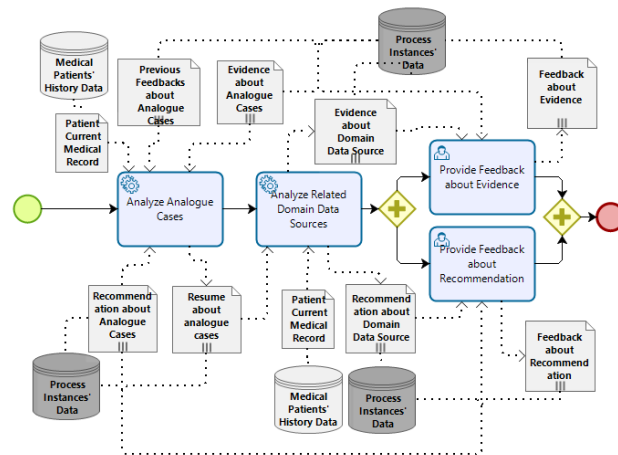 Medical
Patients'
History Data
Previous
Feedbacks
about
Analogue
Cases
Evidence
about
Analogue
Cases
Process
Instances'
Data
Feedback
about
Evidence
Patient
Current
Medical
Record
Evidence
about
Domain
Data Source
Analyze Analogue
Cases
Analyze Related
Domain Data
Sources
Provide Feedback
about Evidence
Provide Feedback
about
Recommendation
Recommend
ation about
Analogue
Cases
Resume
about
analogue
cases
Patient
Current
Medical
Record
Recommend
ation about
Domain
Data Source
Feedback
about
Recommend
ation
Process
Instances'
Data
Medical
Patients'
History Data
Process
Instances'
Data